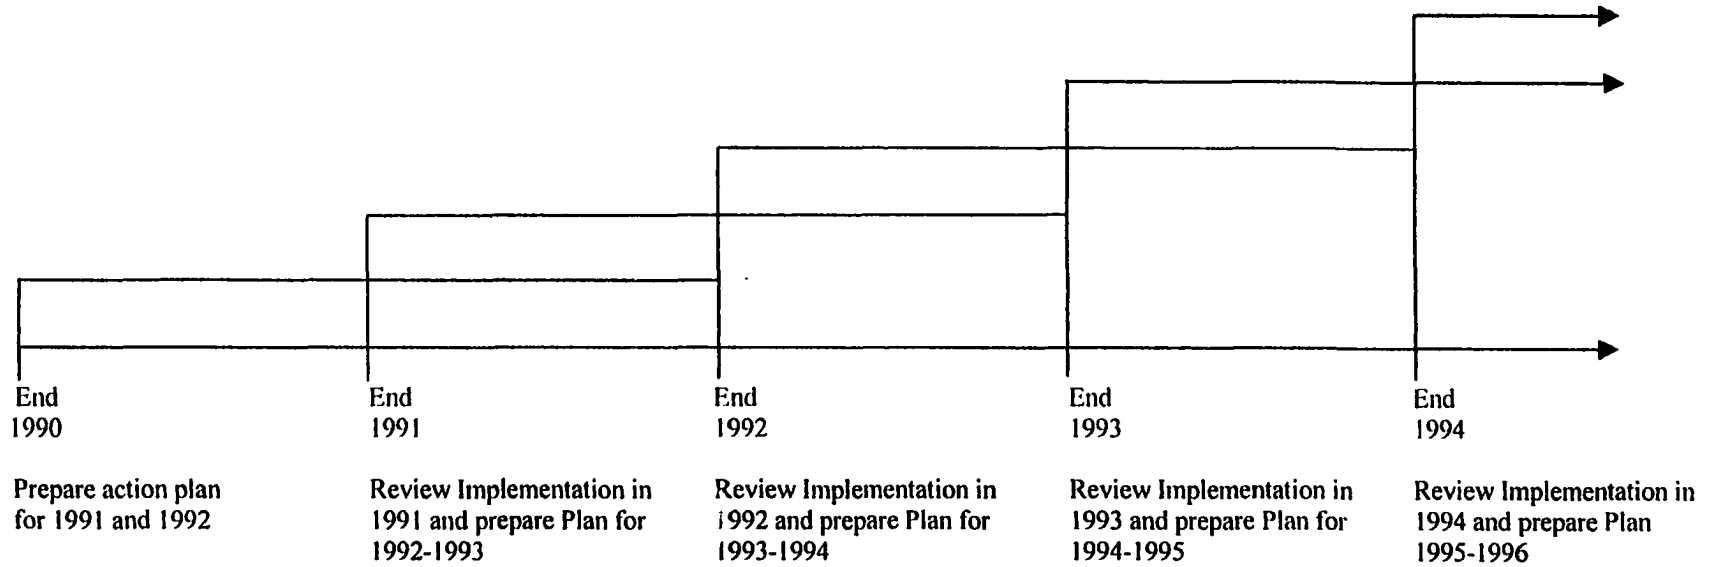 End
1990
End
1991
End
1992
End
1993
End
1994
Prepare action plan
for 1991 and 1992
Review Implementation in
1991 and prepare Plan for
1992-1993
Review Implementation in
1992 and prepare Plan for
1993-1994
Review Implementation in
1993 and prepare Plan for
1994-1995
Review Implementation in
1994 and prepare Plan
1995-1996